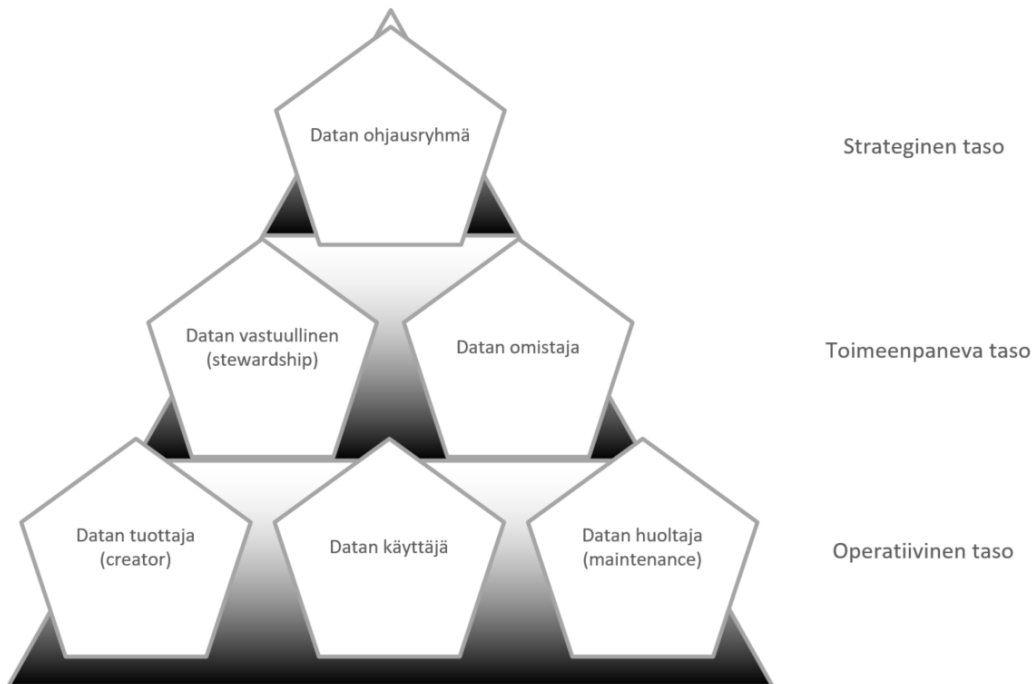 Datan ohjausryhmä
Strateginen taso
Datan vastuullinen
(stewardship)
Datan omistaja
Toimeenpaneva taso
Datan tuottaja
(creator)
Datan käyttäjä
Datan huoltaja
(maintenance)
Operatiivinen taso